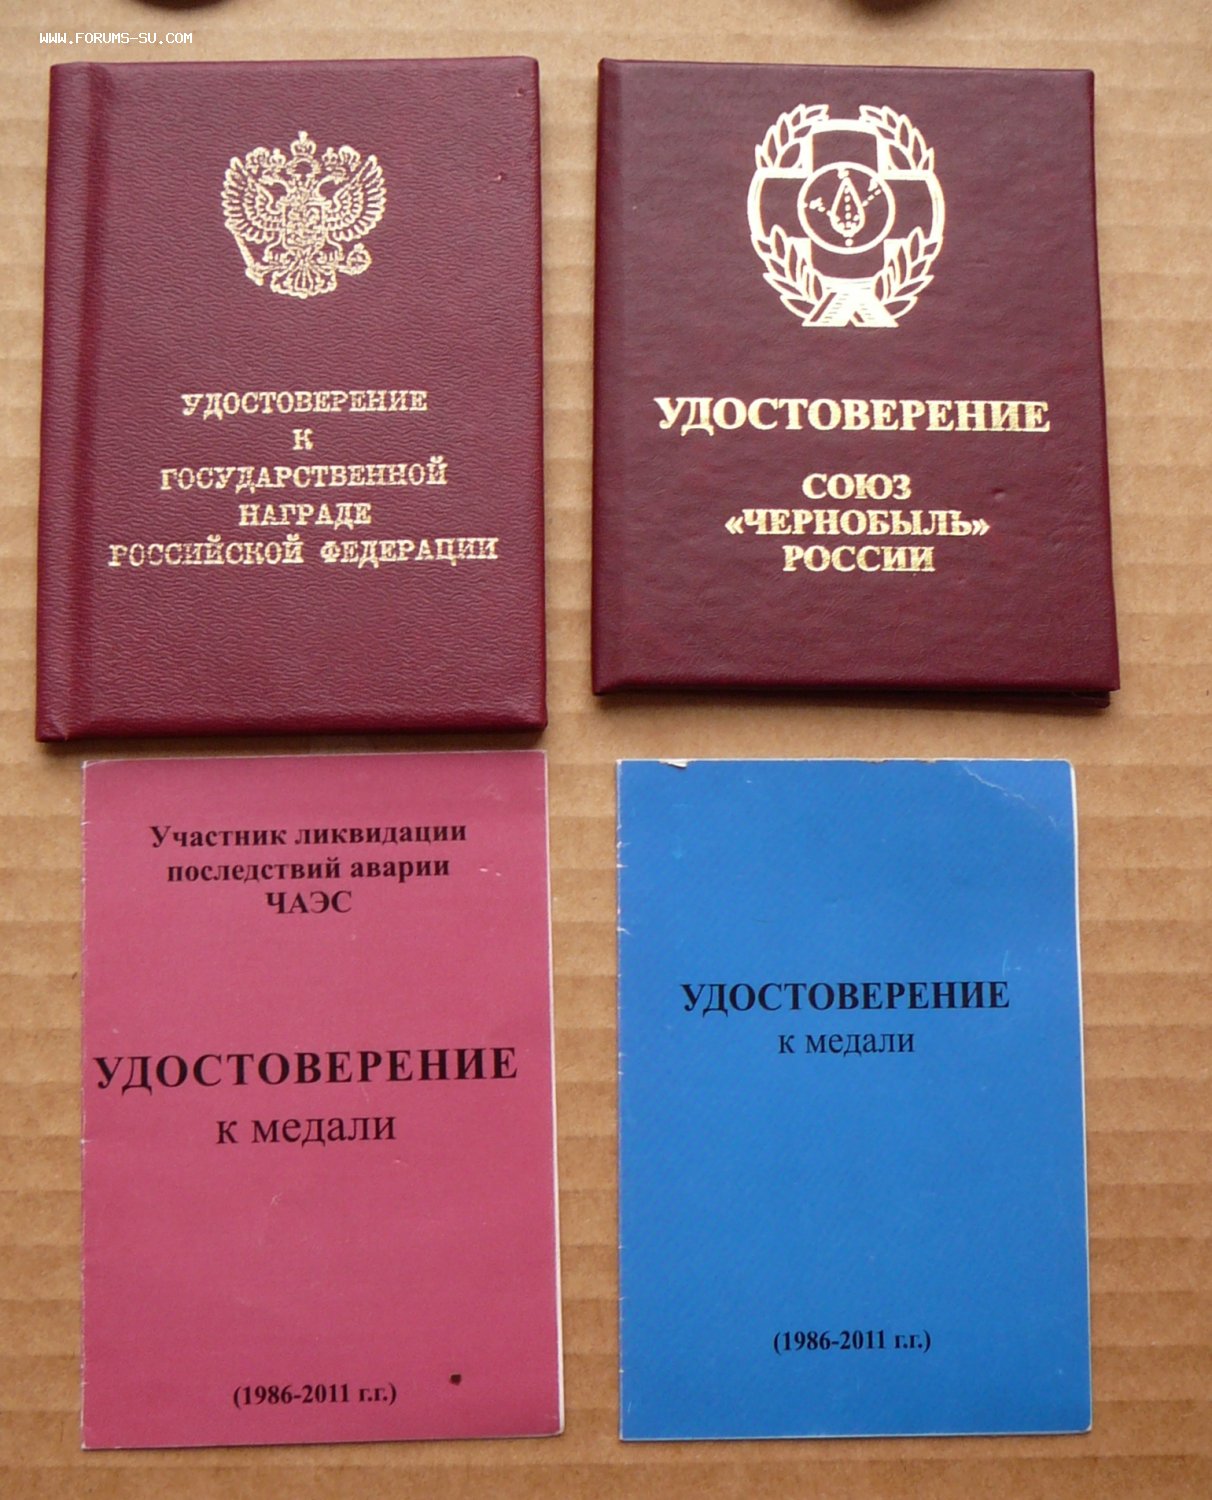 WWW.FORUMS-SU.COM
УДОСТОВЕРЕНИЕ
К
ГОСУДАРСТВЕННОЙ
НАГРАДЕ
РОССИЙСКОЙ ФЕДЕРАЦИИ
УДОСТОВЕРЕНИЕ
СОЮЗ
«ЧЕРНОБЫЛЬ»
РОССИИ
Участник ликвидации
последствий аварии
ЧАЭС
УДОСТОВЕРЕНИЕ
к медали
(1986-2011 г.г.)
УДОСТОВЕРЕНИЕ
к медали
(1986-2011 г.г.)